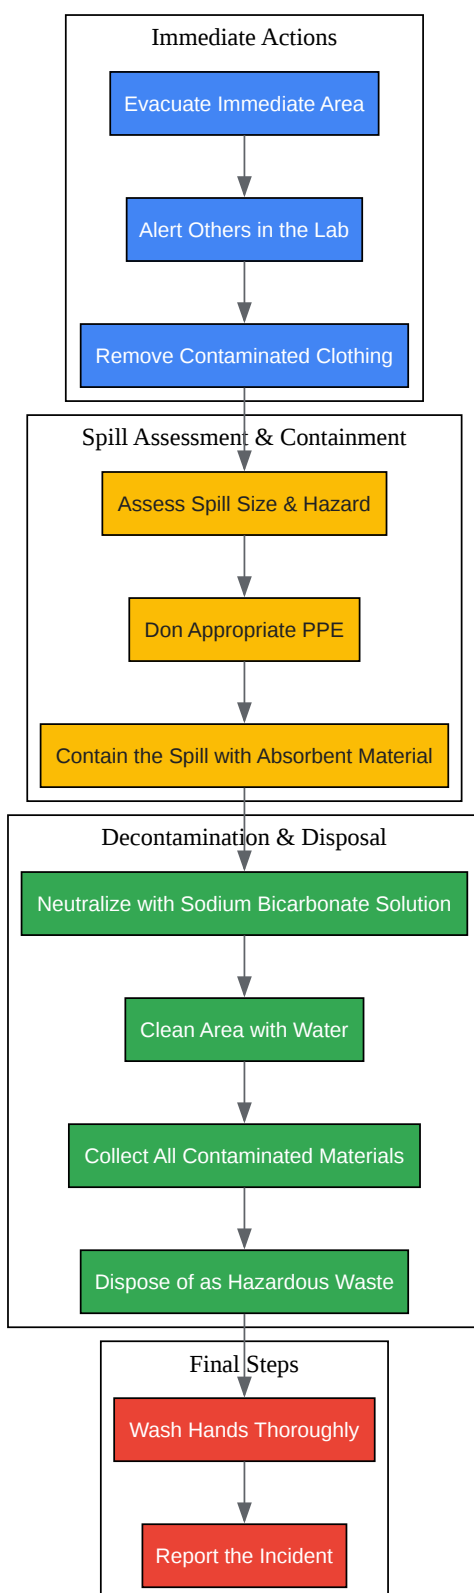 Immediate Actions
Evacuate Immediate Area
Alert Others in the Lab
Remove Contaminated Clothing
Spill Assessment & Containment
Assess Spill Size & Hazard
Don Appropriate PPE
Contain the Spill with Absorbent Material
Decontamination & Disposal
Neutralize with Sodium Bicarbonate Solution
Clean Area with Water
Collect All Contaminated Materials
Dispose of as Hazardous Waste
Final Steps
Wash Hands Thoroughly
Report the Incident